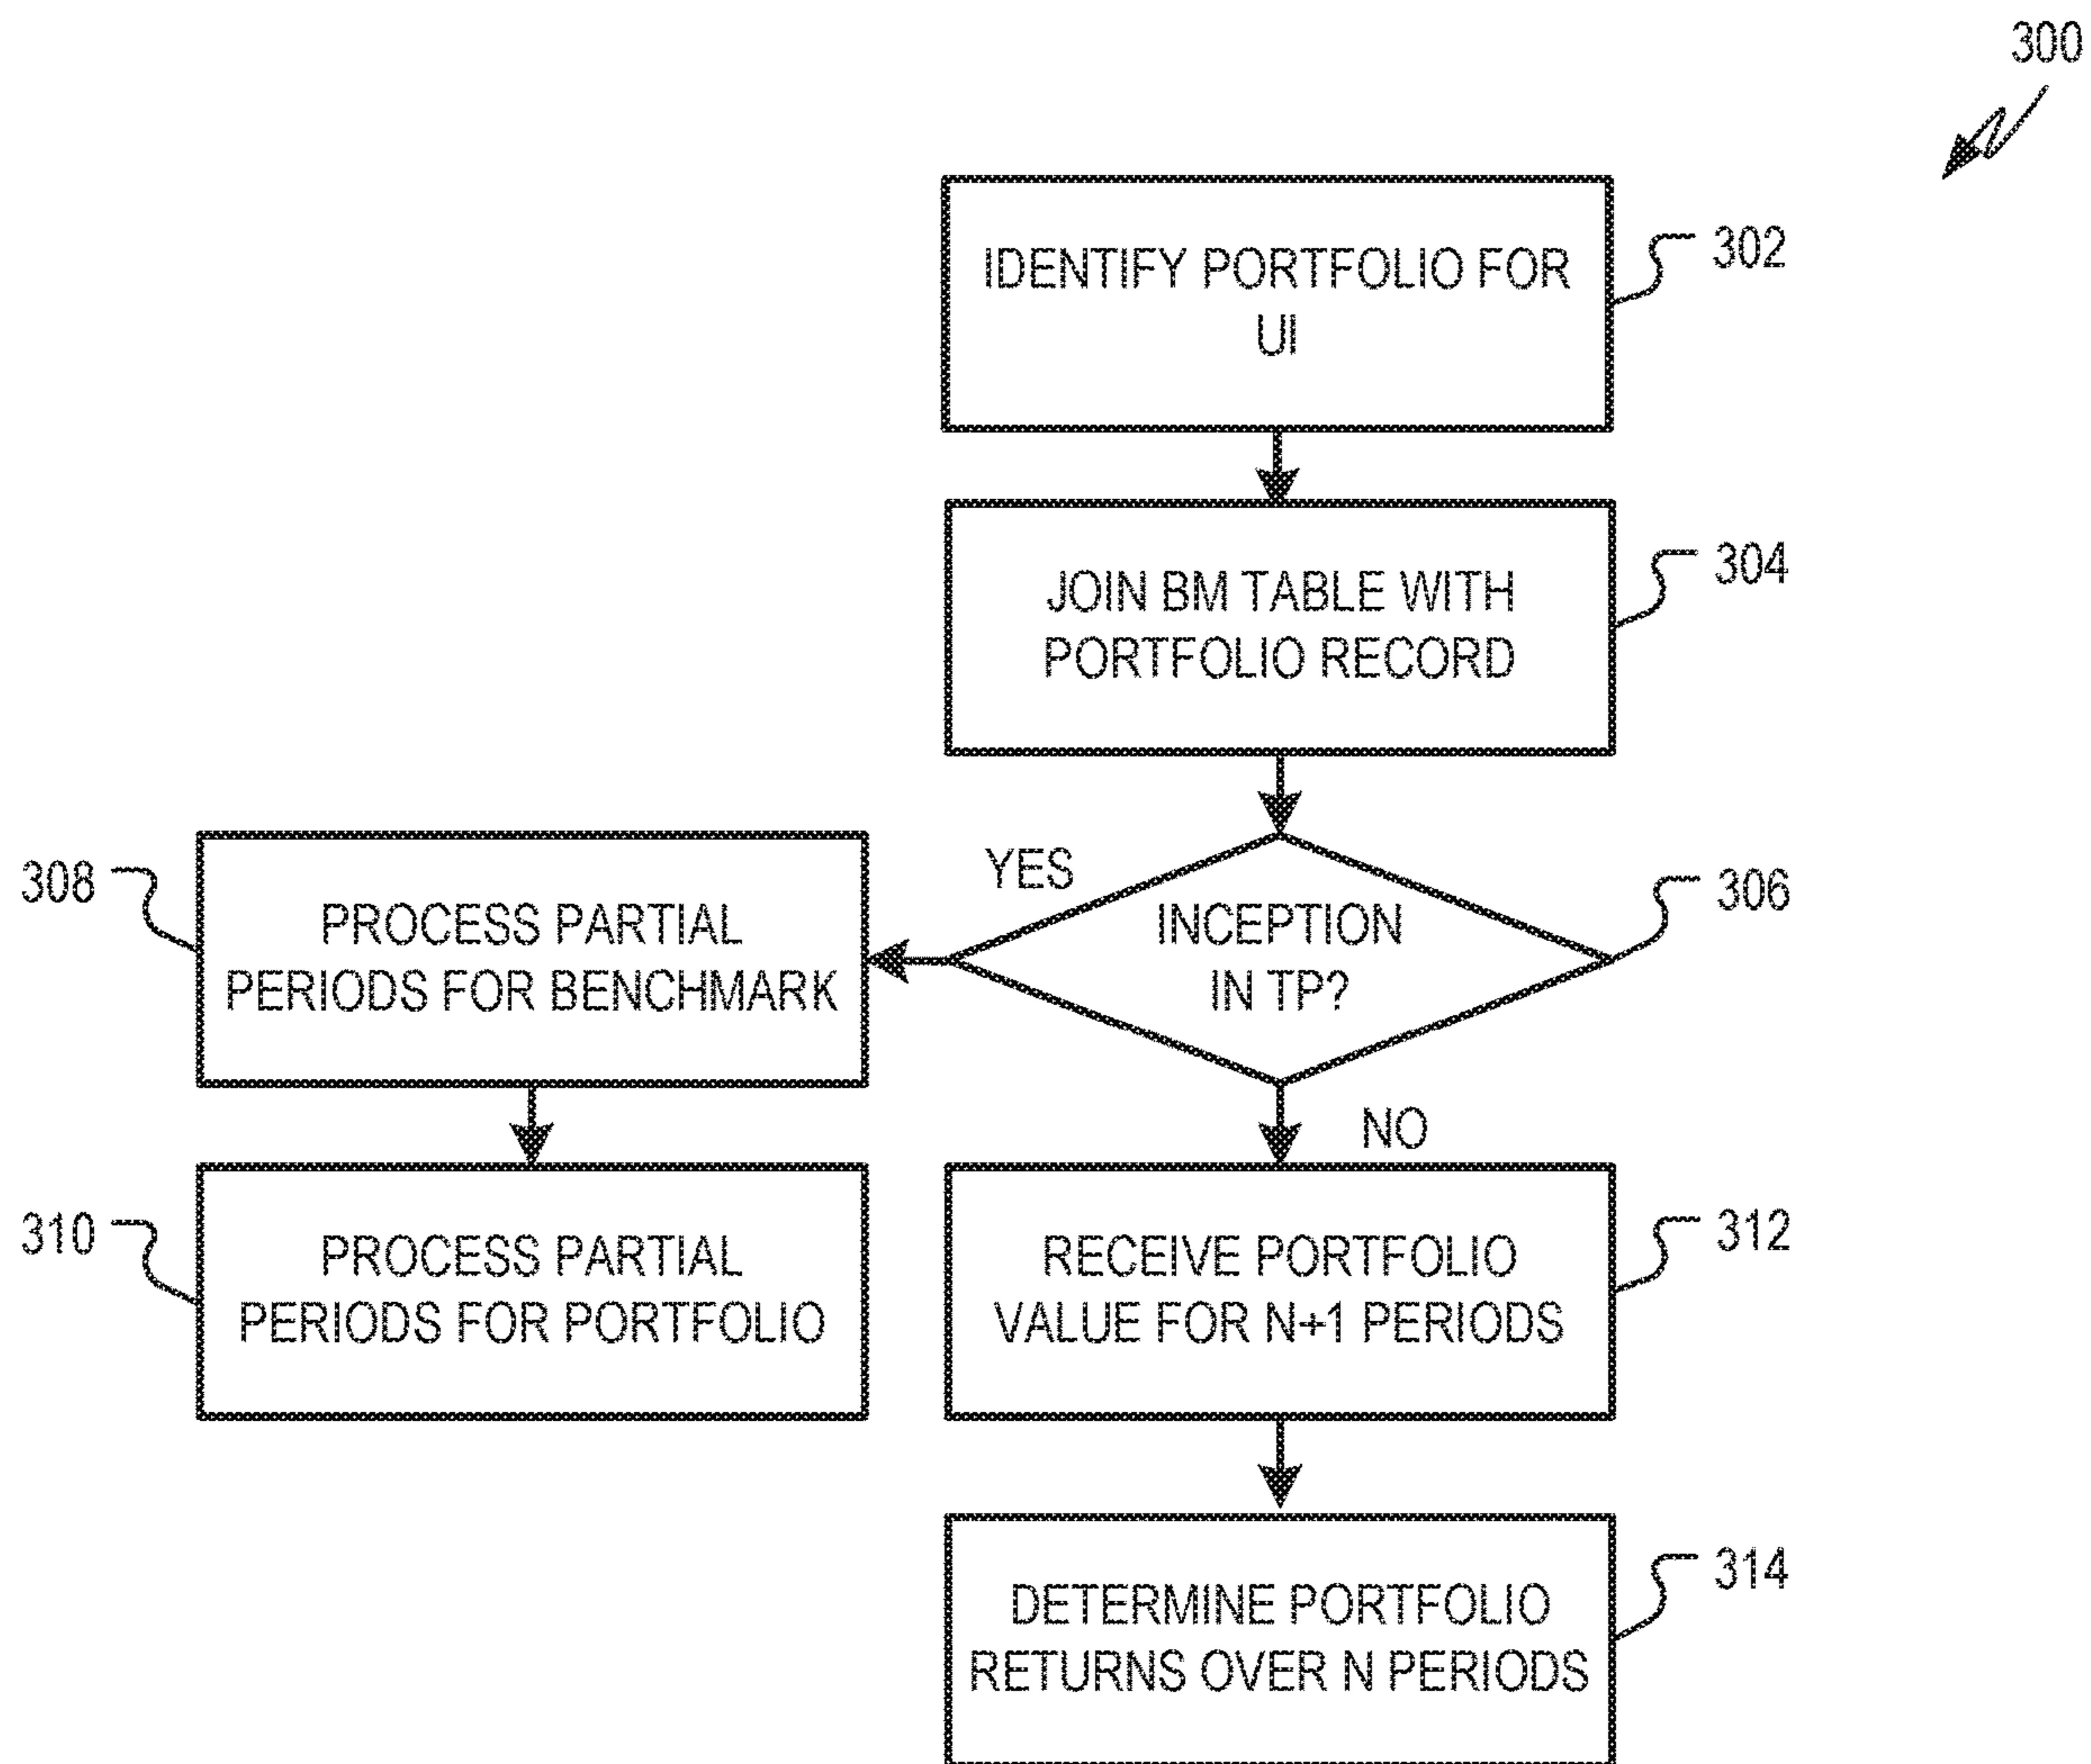 300
IDENTIFY PORTFOLIO FOR
UI
302
JOIN BM TABLE WITH
PORTFOLIO RECORD
304
YES
INCEPTION
IN TP?
306
308
PROCESS PARTIAL
PERIODS FOR BENCHMARK
NO
310
PROCESS PARTIAL
PERIODS FOR PORTFOLIO
RECEIVE PORTFOLIO
VALUE FOR N+1 PERIODS
312
DETERMINE PORTFOLIO
RETURNS OVER N PERIODS
314